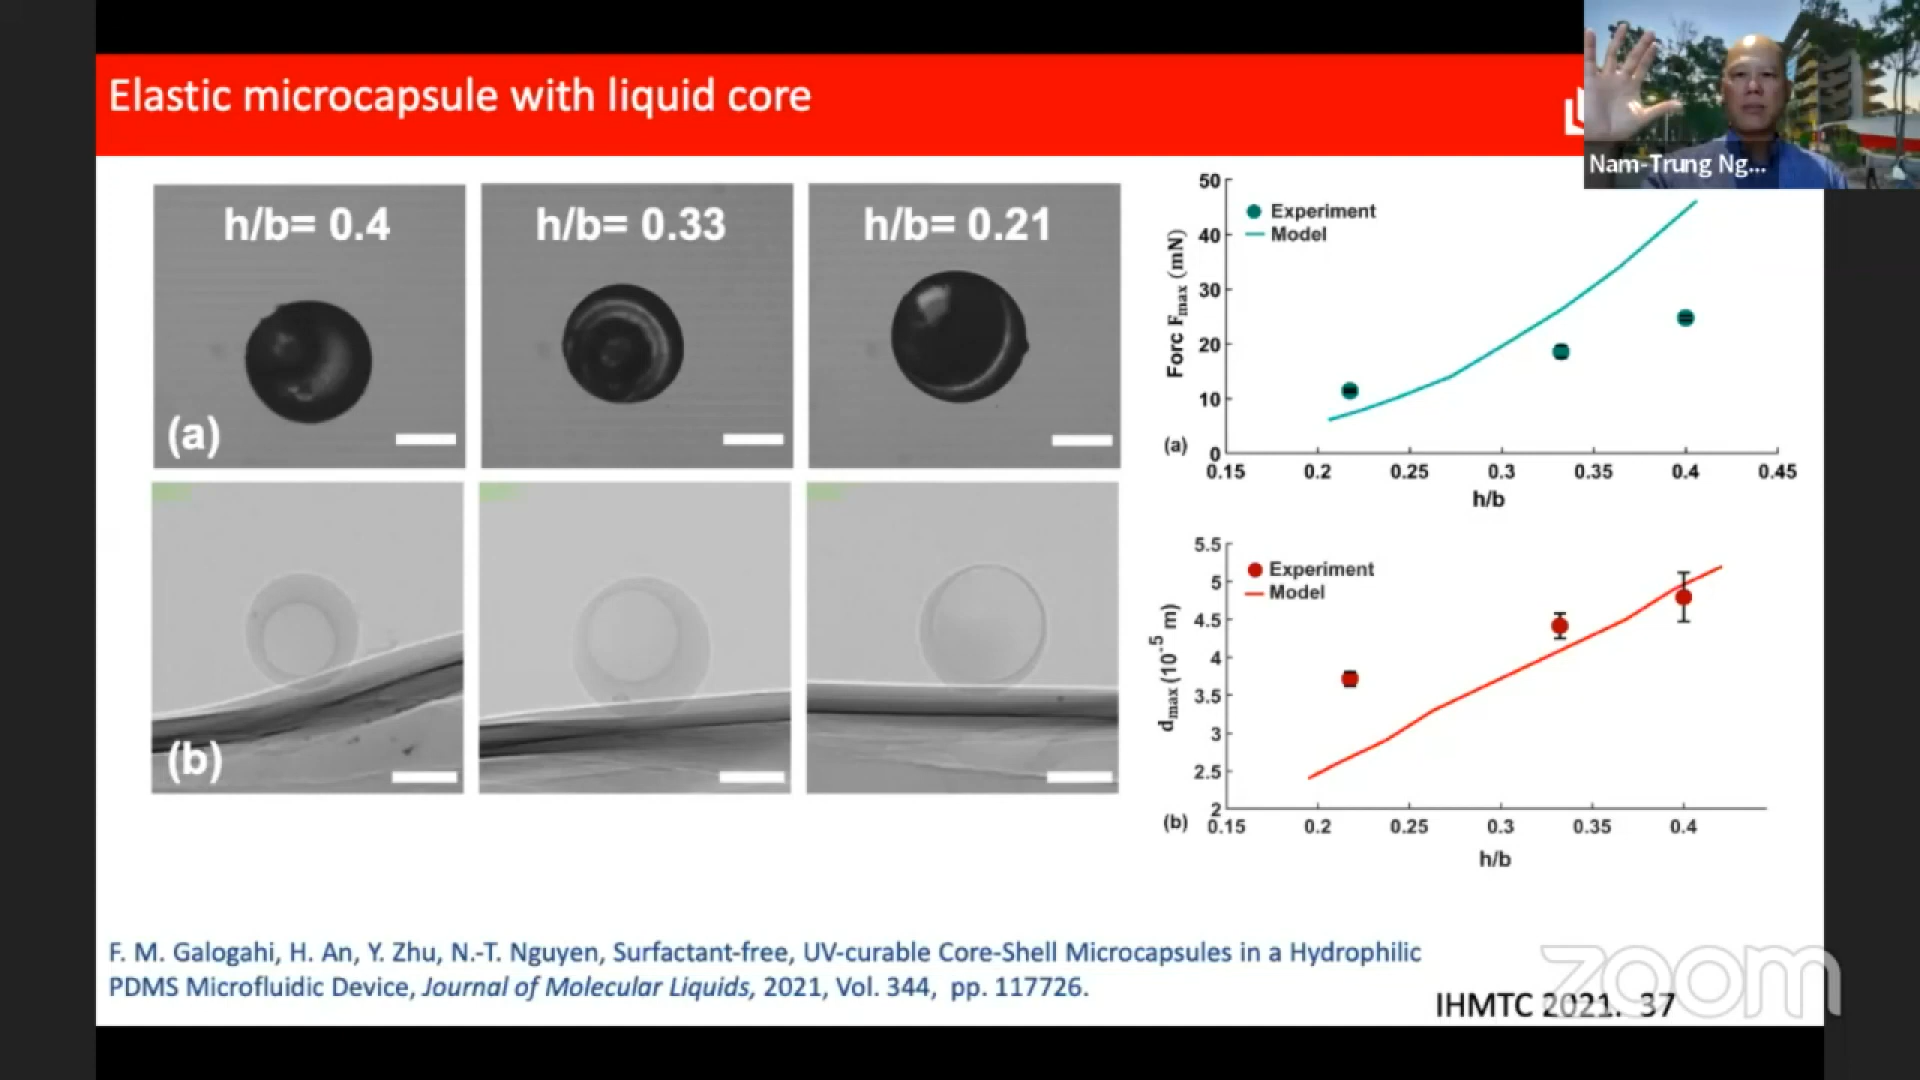 Elastic microcapsule with liquid core
Nam-Trung Ng...
h/b= 0.4
h/b= 0.33
h/b= 0.21
(a)
(b)
50
40
30
20
10
0
Forc Fmax (mN)
Experiment
Model
(a)
0.15 0.2 0.25 0.3 0.35 0.4 0.45
h/b
5.5
5
4.5
4
3.5
3
2.5
2
dmax (10-5 m)
Experiment
Model
(b)
0.15 0.2 0.25 0.3 0.35 0.4
h/b
F. M. Galogahi, H. An, Y. Zhu, N.-T. Nguyen, Surfactant-free, UV-curable Core-Shell Microcapsules in a Hydrophilic
PDMS Microfluidic Device, Journal of Molecular Liquids, 2021, Vol. 344, pp. 117726.
IHMTC 2021. 37
zoom